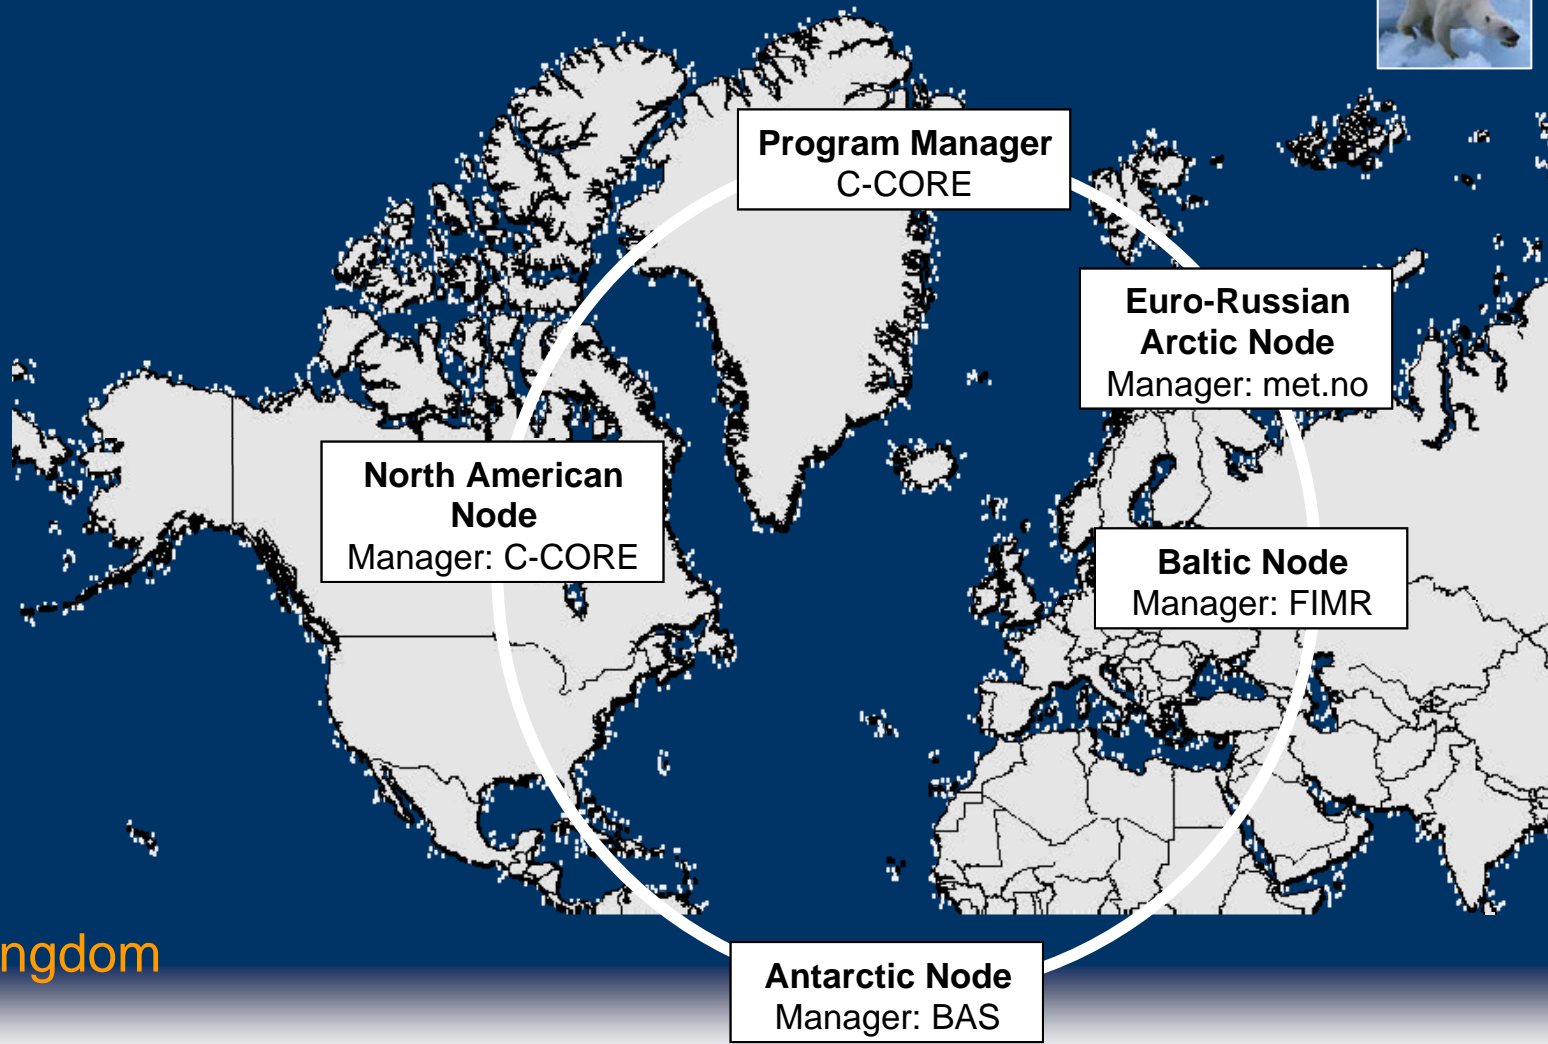 Program Manager
C-CORE
Euro-Russian
Arctic Node
Manager: met.no
North American
Node
Manager: C-CORE
Baltic Node
Manager: FIMR
ngdom
Antarctic Node
Manager: BAS